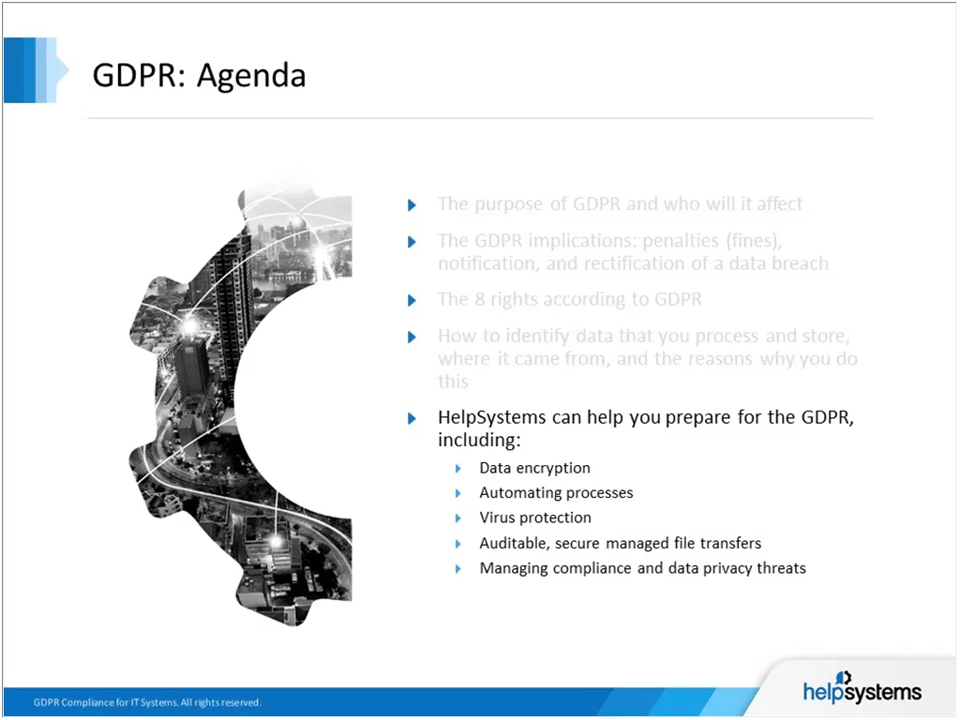 GDPR: Agenda
The purpose of GDPR and who will it affect
The GDPR implications: penalties (fines),
notification, and rectification of a data breach
The 8 rights according to GDPR
How to identify data that you process and store,
where it came from, and the reasons why you do
this
HelpSystems can help you prepare for the GDPR,
including:
Data encryption
Automating processes
Virus protection
Auditable, secure managed file transfers
Managing compliance and data privacy threats
GDPR Compliance for IT Systems. All rights reserved.
helpsystems